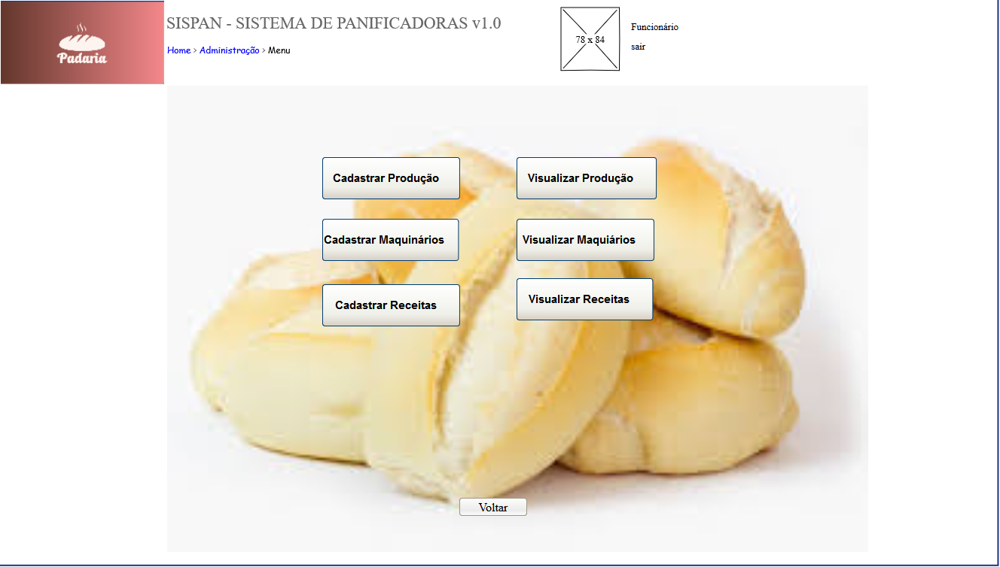 Padaria
SISPAN - SISTEMA DE PANIFICADORAS v1.0
Home > Administração > Menu
78 x 84
Funcionário
sair
Cadastrar Produção
Visualizar Produção
Cadastrar Maquinários
Visualizar Maquiários
Cadastrar Receitas
Visualizar Receitas
Voltar